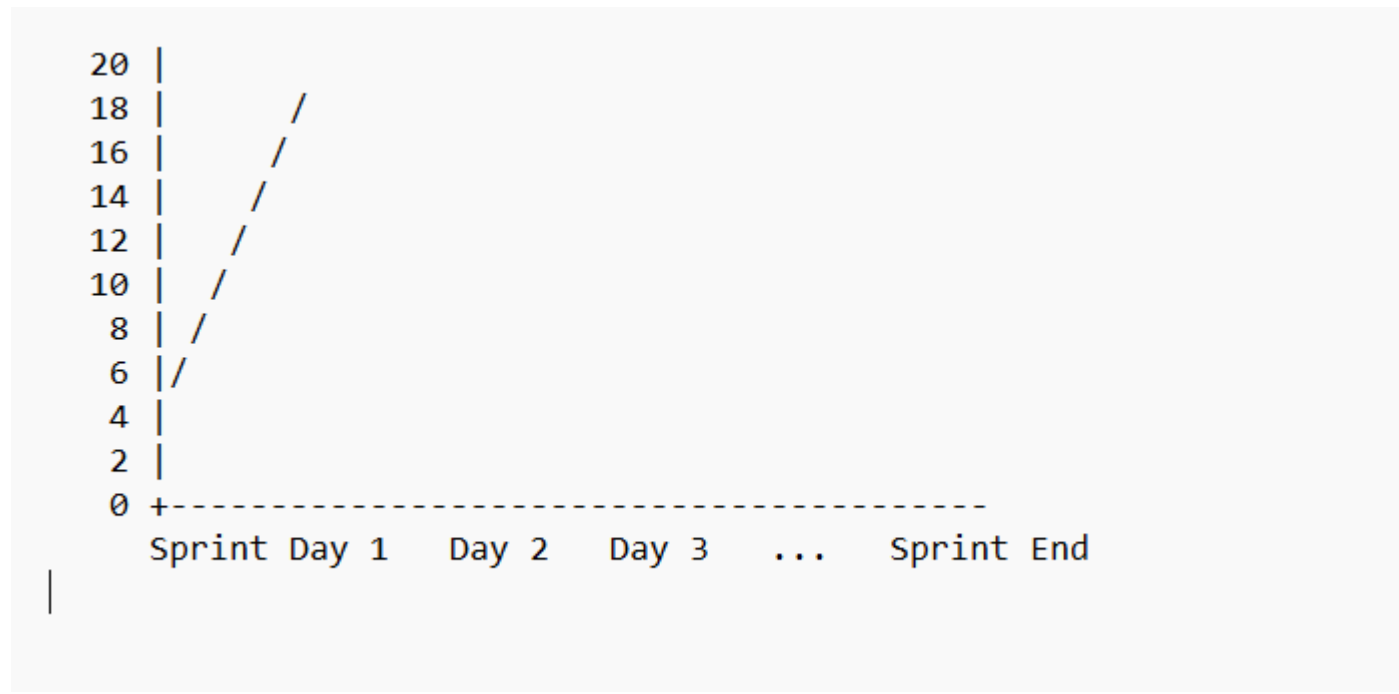 20 |
18 |      /
16 |     /
14 |    /
12 |   /
10 |  /
8 | /
6 |/
4 |
2 |
0 +-----------------------------------------
Sprint Day 1   Day 2   Day 3   ...   Sprint End